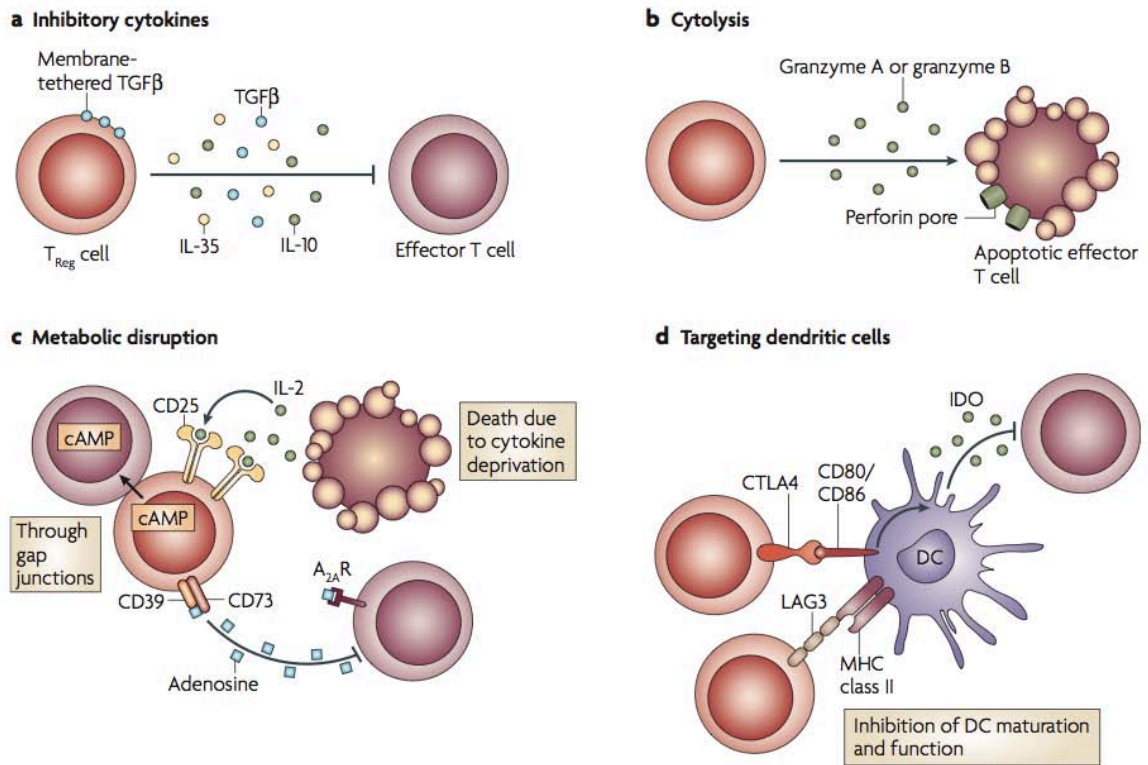 a Inhibitory cytokines
Membrane-
tethered TGFβ
TGFβ
IL-35
IL-10
T_Reg cell
Effector T cell
b Cytolysis
Granzyme A or granzyme B
Perforin pore
Apoptotic effector
T cell
c Metabolic disruption
IL-2
CD25
cAMP
cAMP
Death due
to cytokine
deprivation
Through
gap
junctions
CD39
CD73
A₂ₐR
Adenosine
d Targeting dendritic cells
IDO
CTLA4
CD80/
CD86
DC
LAG3
MHC
class II
Inhibition of DC maturation
and function